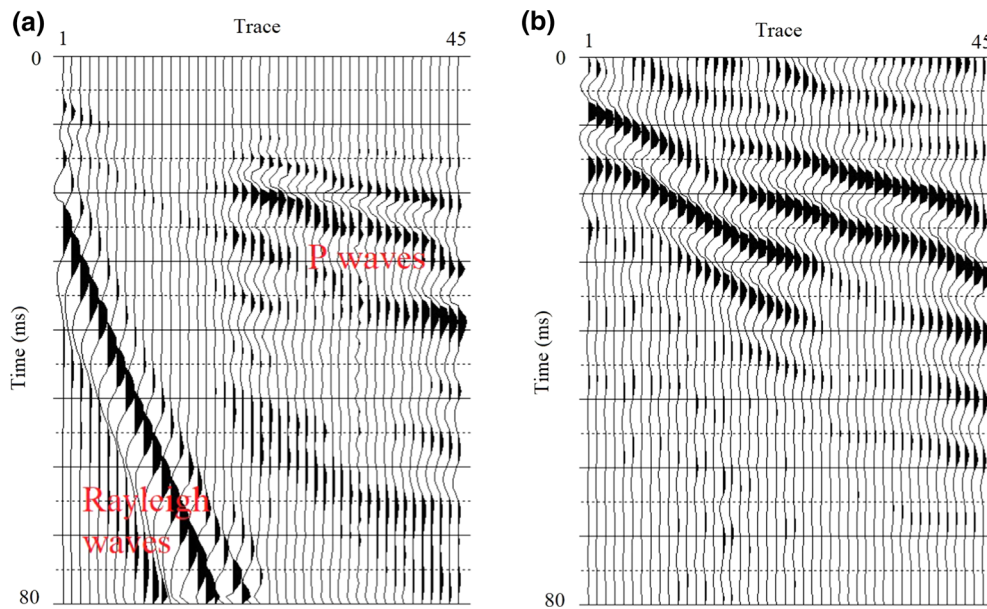 (a)
Trace
1
45
0
Time (ms)
P waves
Rayleigh
waves
80
(b)
Trace
1
45
0
Time (ms)
80